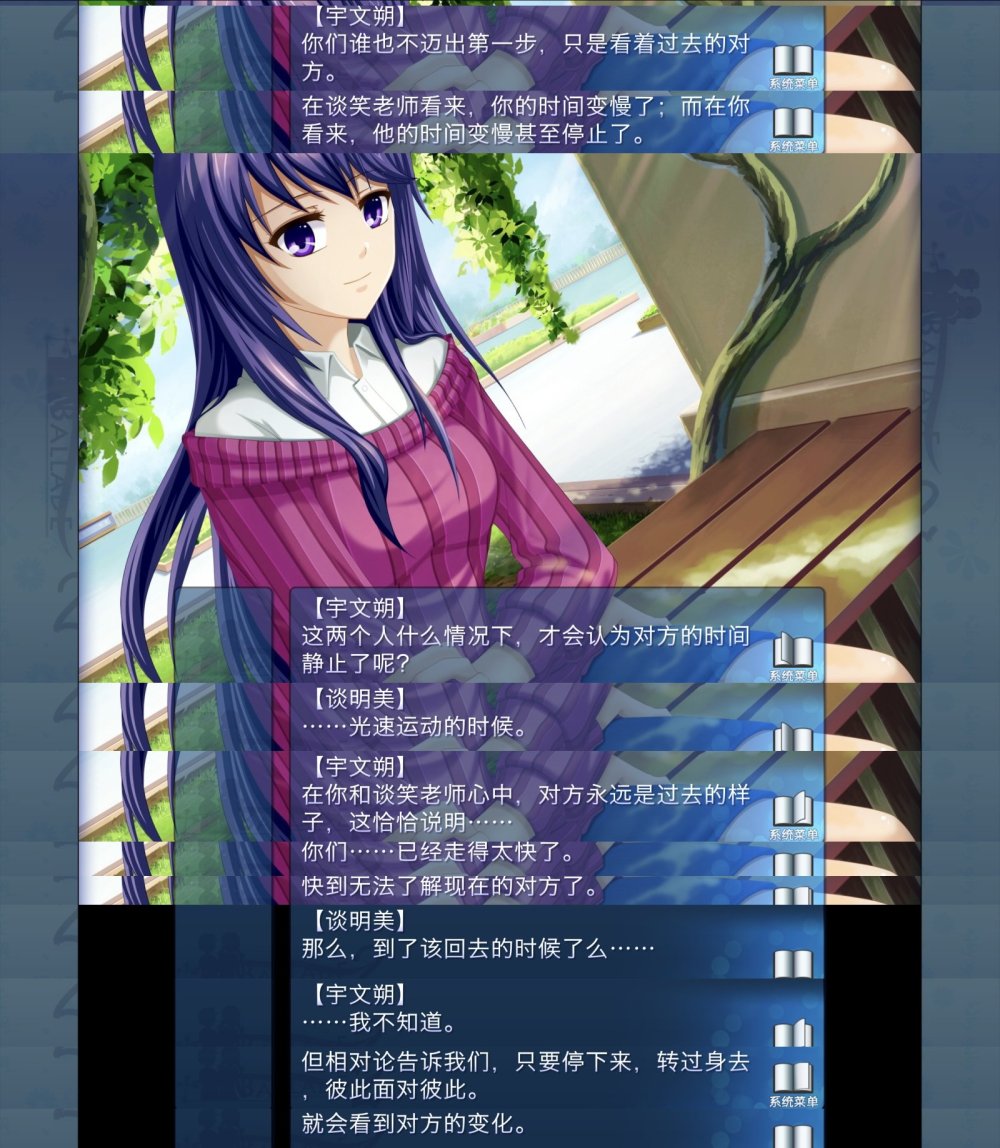 【宇文朔】
你们谁也不迈出第一步，只是看着过去的对
方。
系统菜单
在谈笑老师看来，你的时间变慢了；而在你
看来，他的时间变慢甚至停止了。
系统菜单
【宇文朔】
这两个人什么情况下，才会认为对方的时间
静止了呢?
系统菜单
【谈明美】
……光速运动的时候。
【宇文朔】
在你和谈笑老师心中，对方永远是过去的样
子，这恰恰说明……
系统菜单
你们……已经走得太快了。
快到无法了解现在的对方了。
【谈明美】
那么，到了该回去的时候了么……
【宇文朔】
……我不知道。
但相对论告诉我们，只要停下来，转过身去
，彼此面对彼此。
系统菜单
就会看到对方的变化。